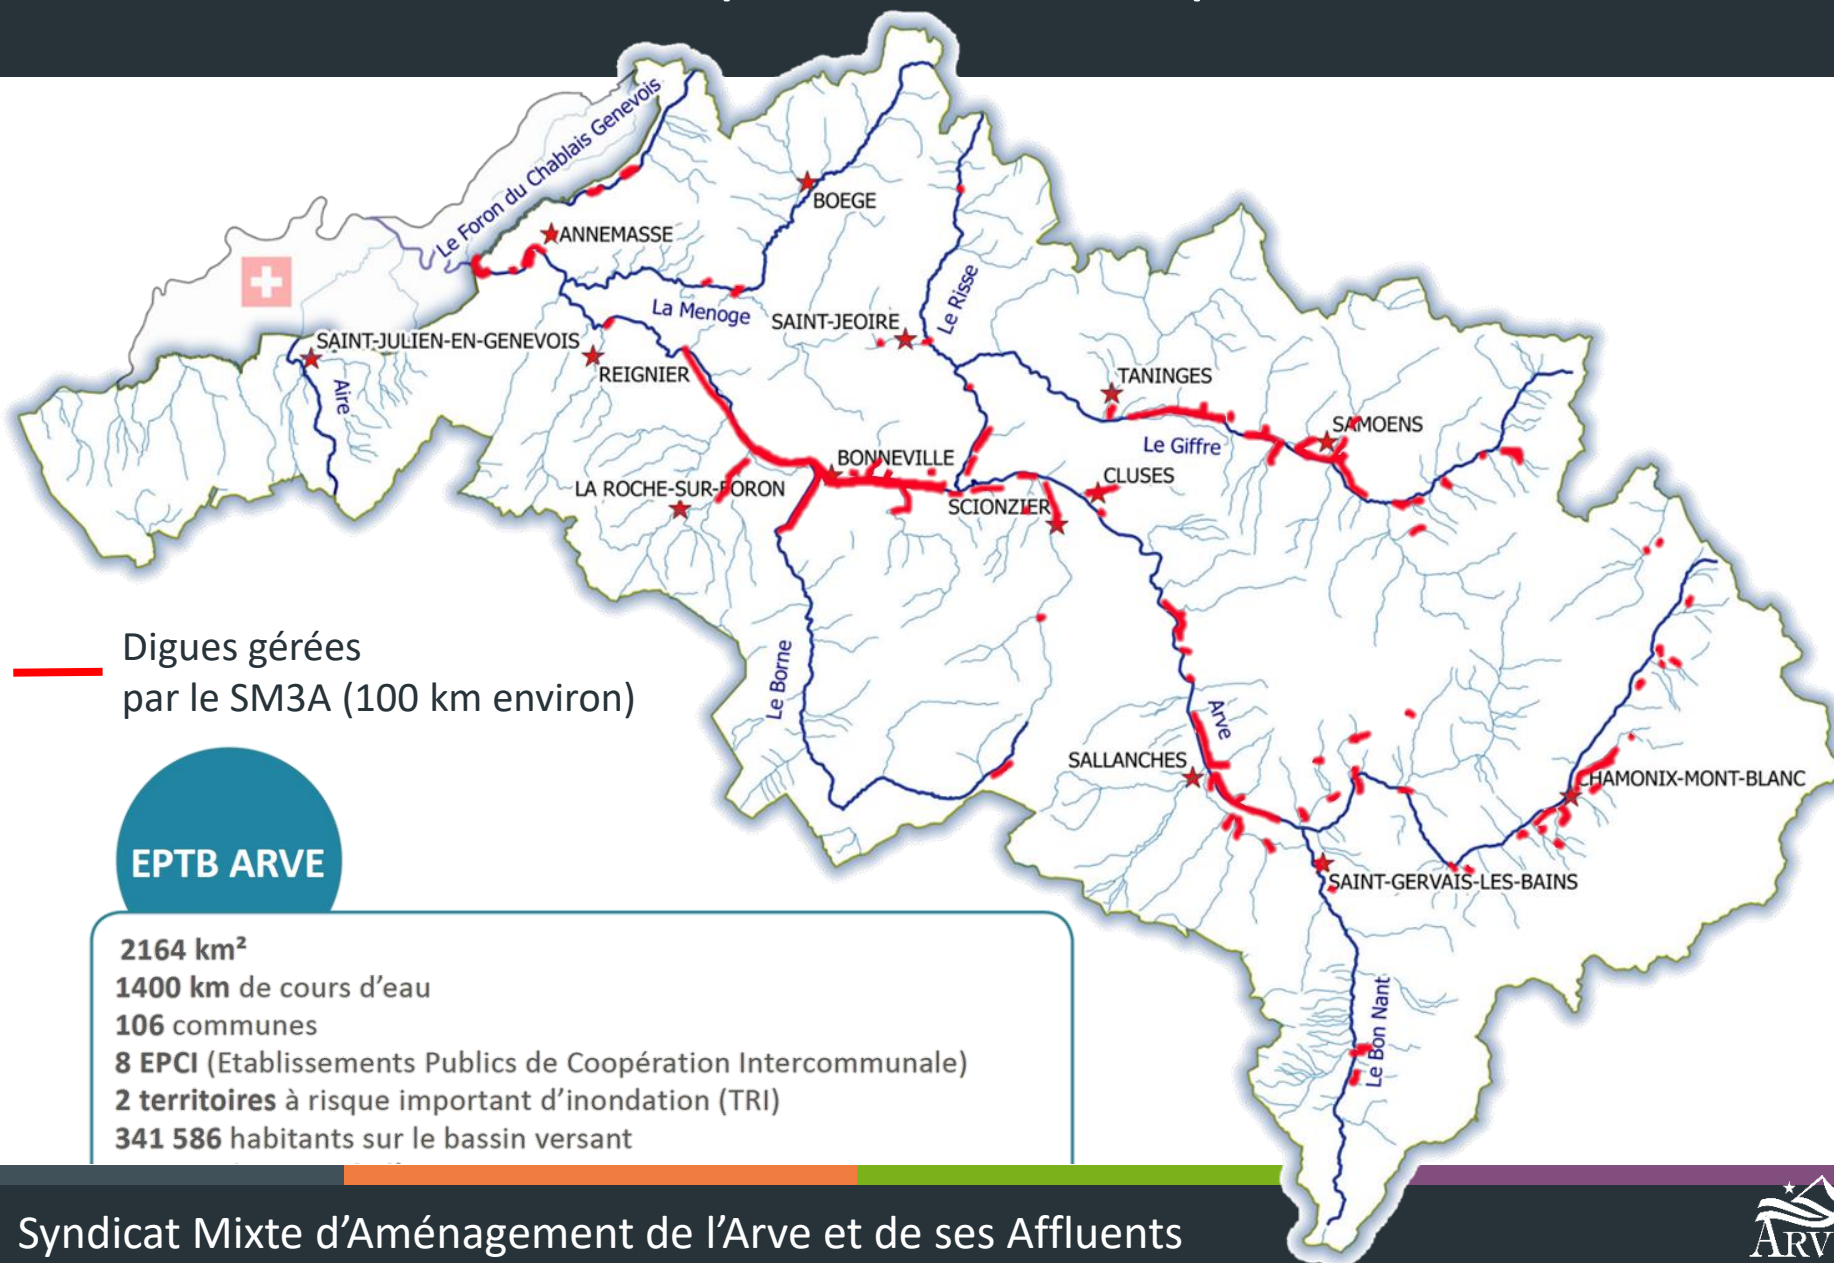 Le Foron du Chablais Genevois
BOEGE
ANNEMASSE
Le Risse
La Menoge
SAINT-JEOIRE
SAINT-JULIEN-EN-GENEVOIS
REIGNIER
Aire
TANINGES
SAMOENS
Le Giffre
BONNEVILLE
CLUSES
LA ROCHE-SUR-FORON
SCIONZIER
Digues gérées
par le SM3A (100 km environ)
Le Borne
Arve
SALLANCHES
CHAMONIX-MONT-BLANC
SAINT-GERVAIS-LES-BAINS
Le Bon Nant
EPTB ARVE
2164 km²
1400 km de cours d'eau
106 communes
8 EPCI (Etablissements Publics de Coopération Intercommunale)
2 territoires à risque important d'inondation (TRI)
341 586 habitants sur le bassin versant
Syndicat Mixte d'Aménagement de l'Arve et de ses Affluents
ARV